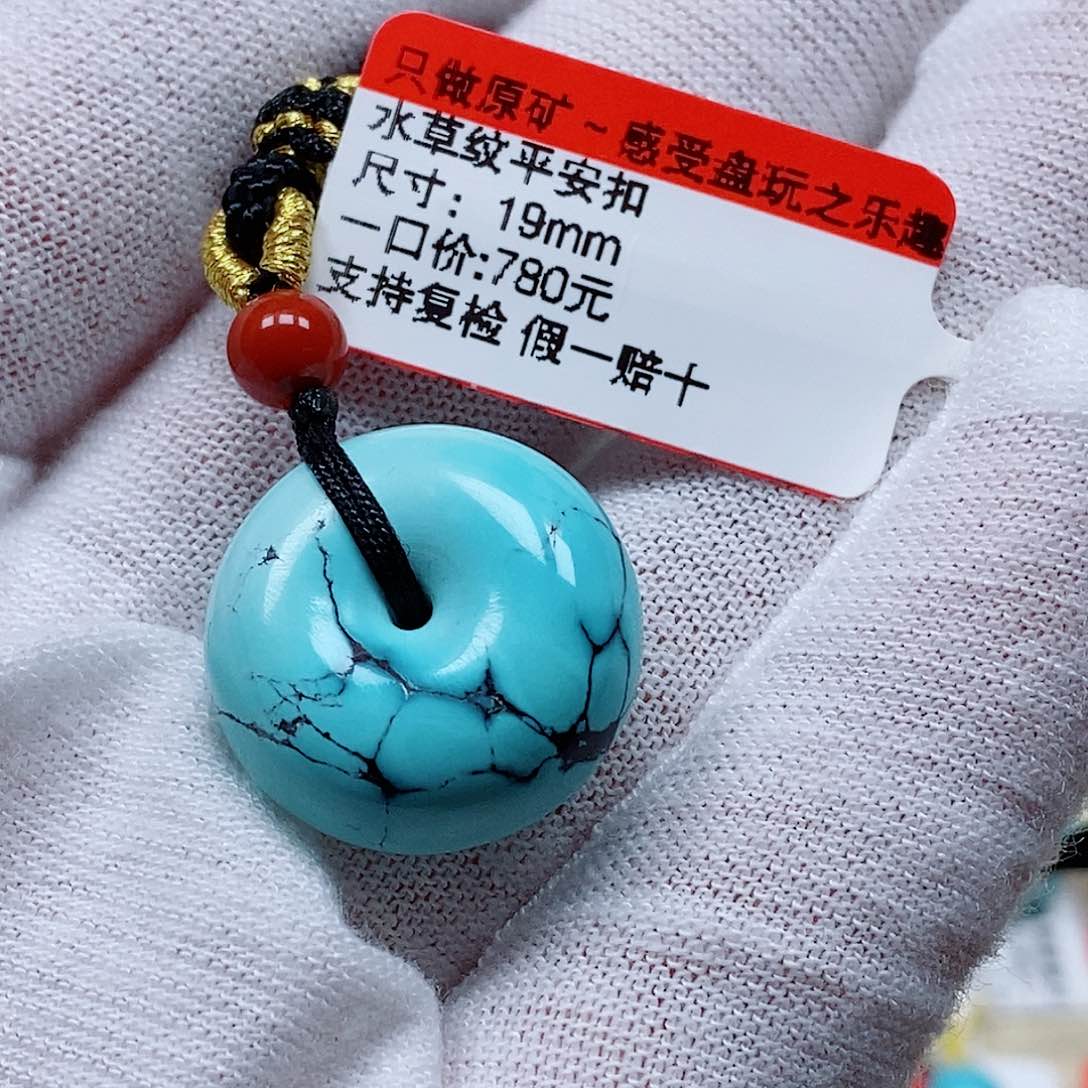 只做原矿 ~ 感受盘玩之乐趣
水草纹平安扣
尺寸：19mm
一口价:780元
支持复检 假一赔十